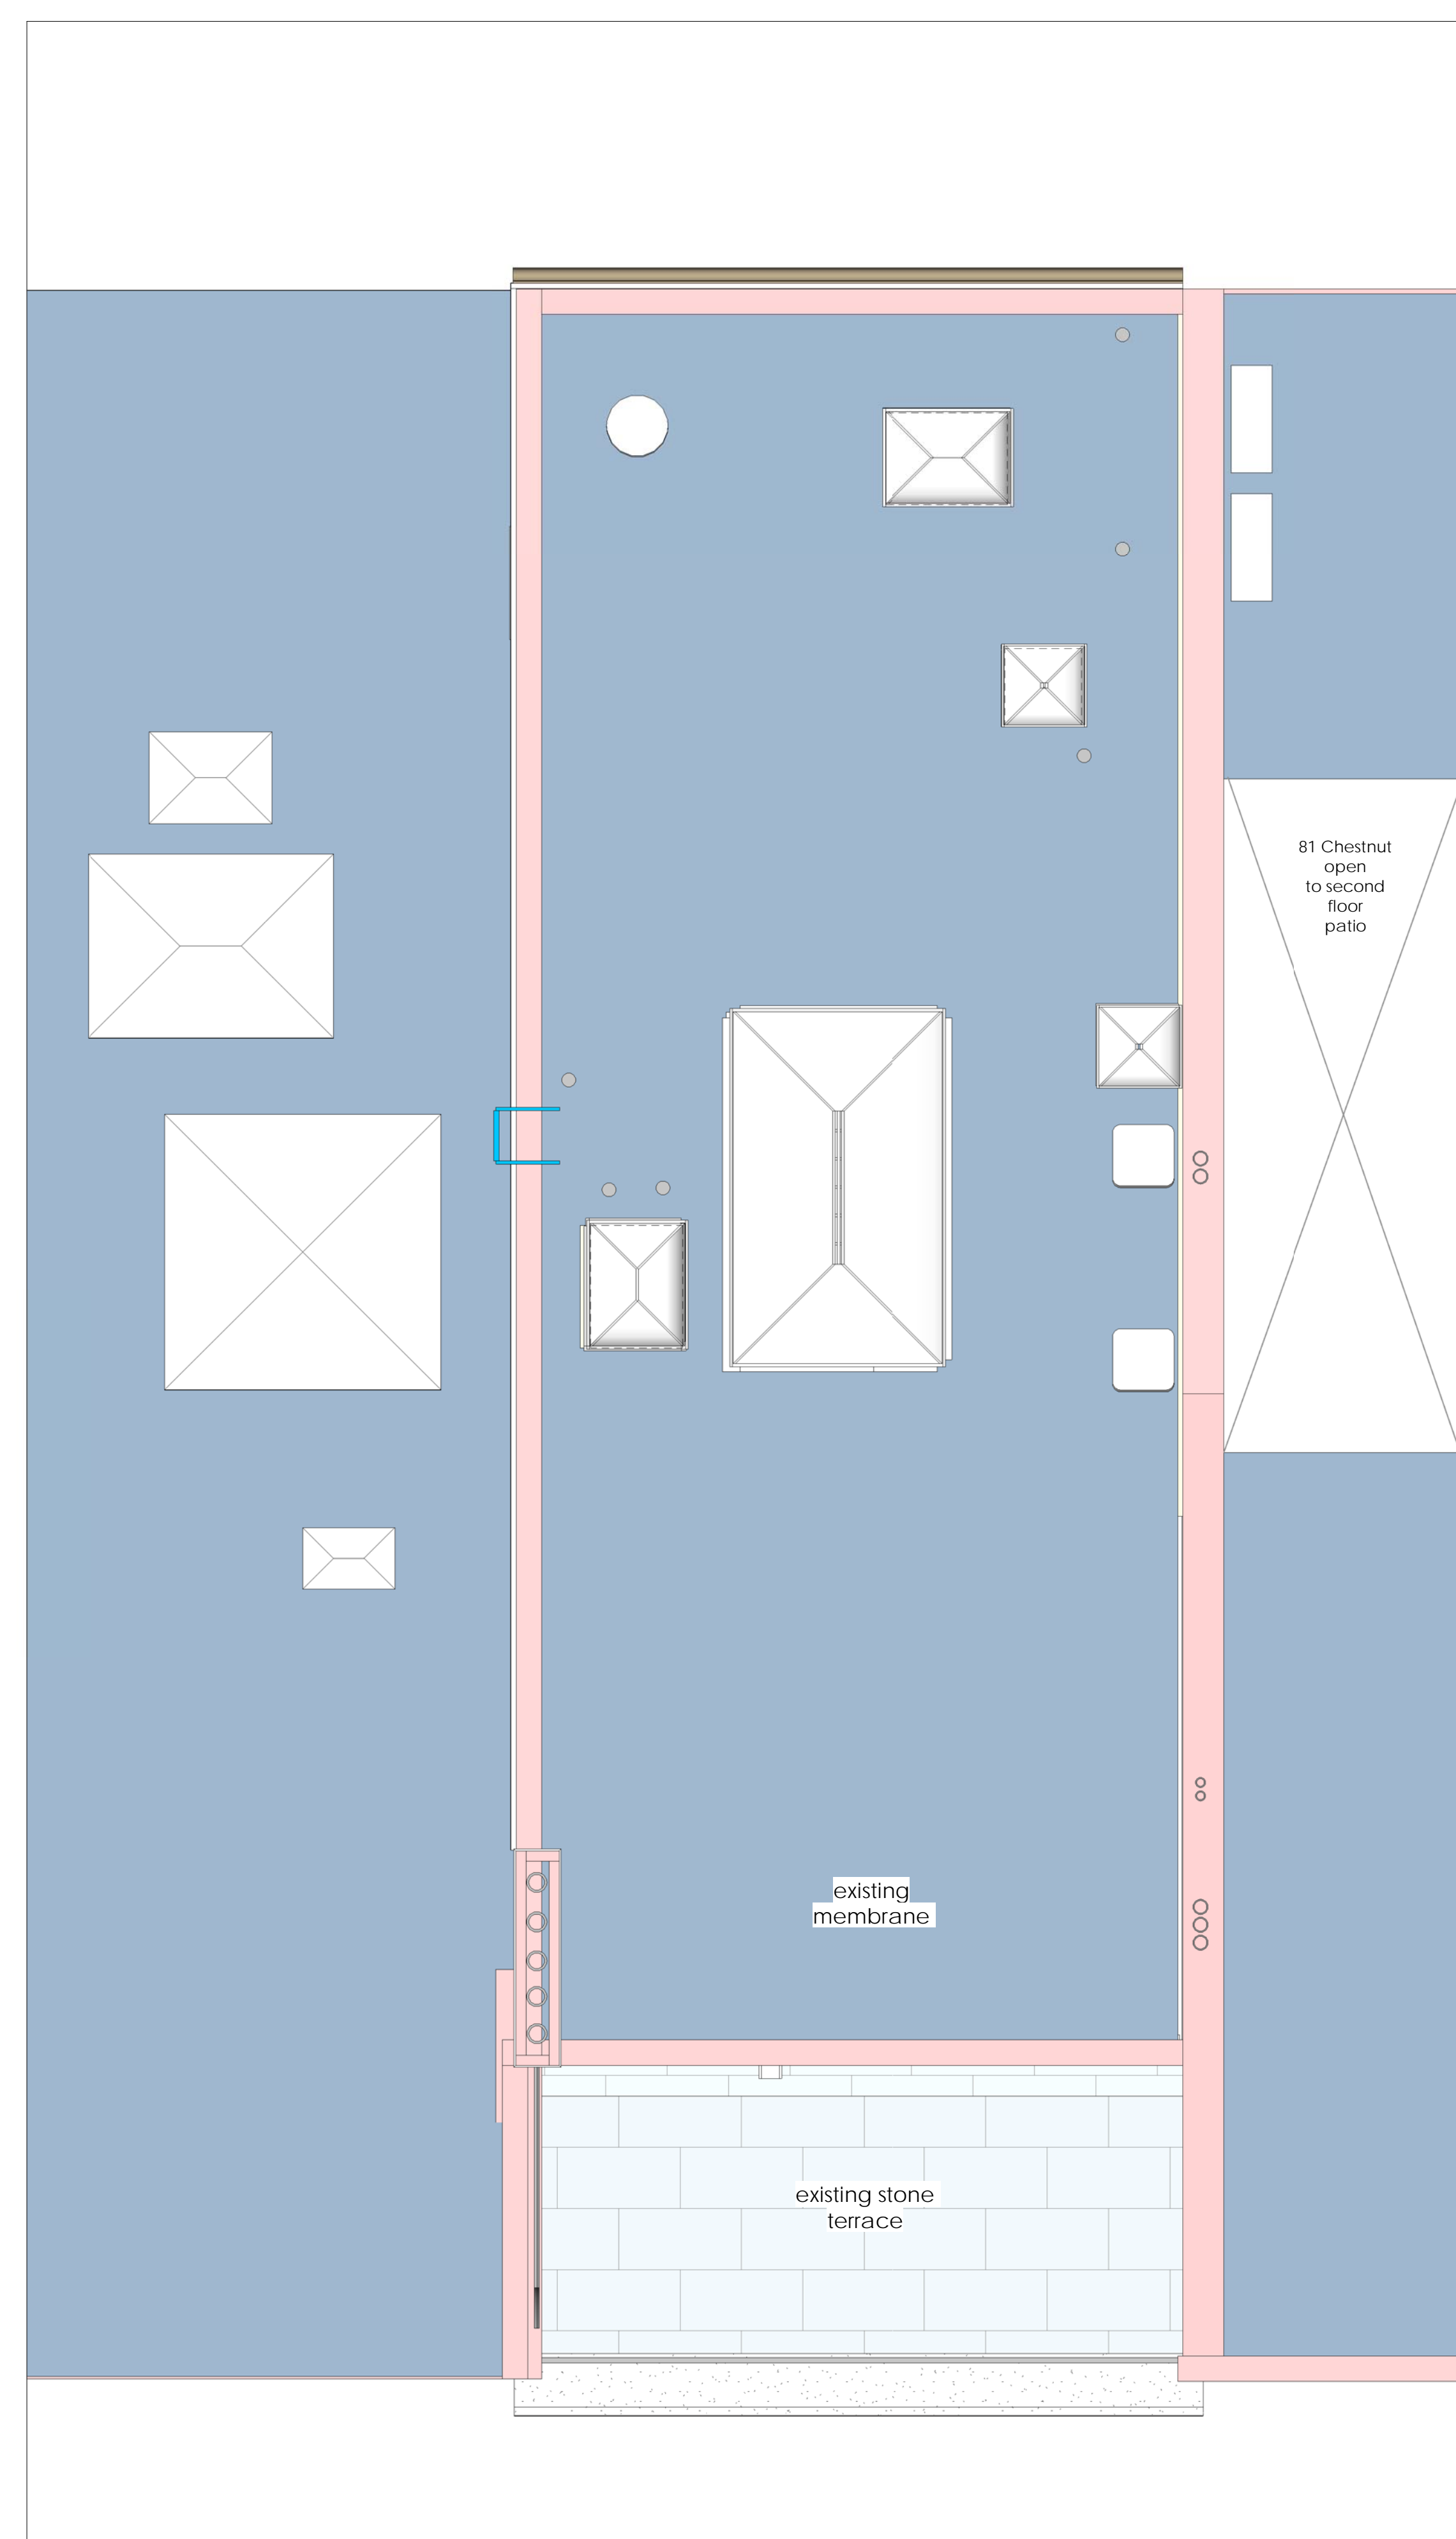 81 Chestnut
open
to second
floor
patio
existing
membrane
existing stone
terrace